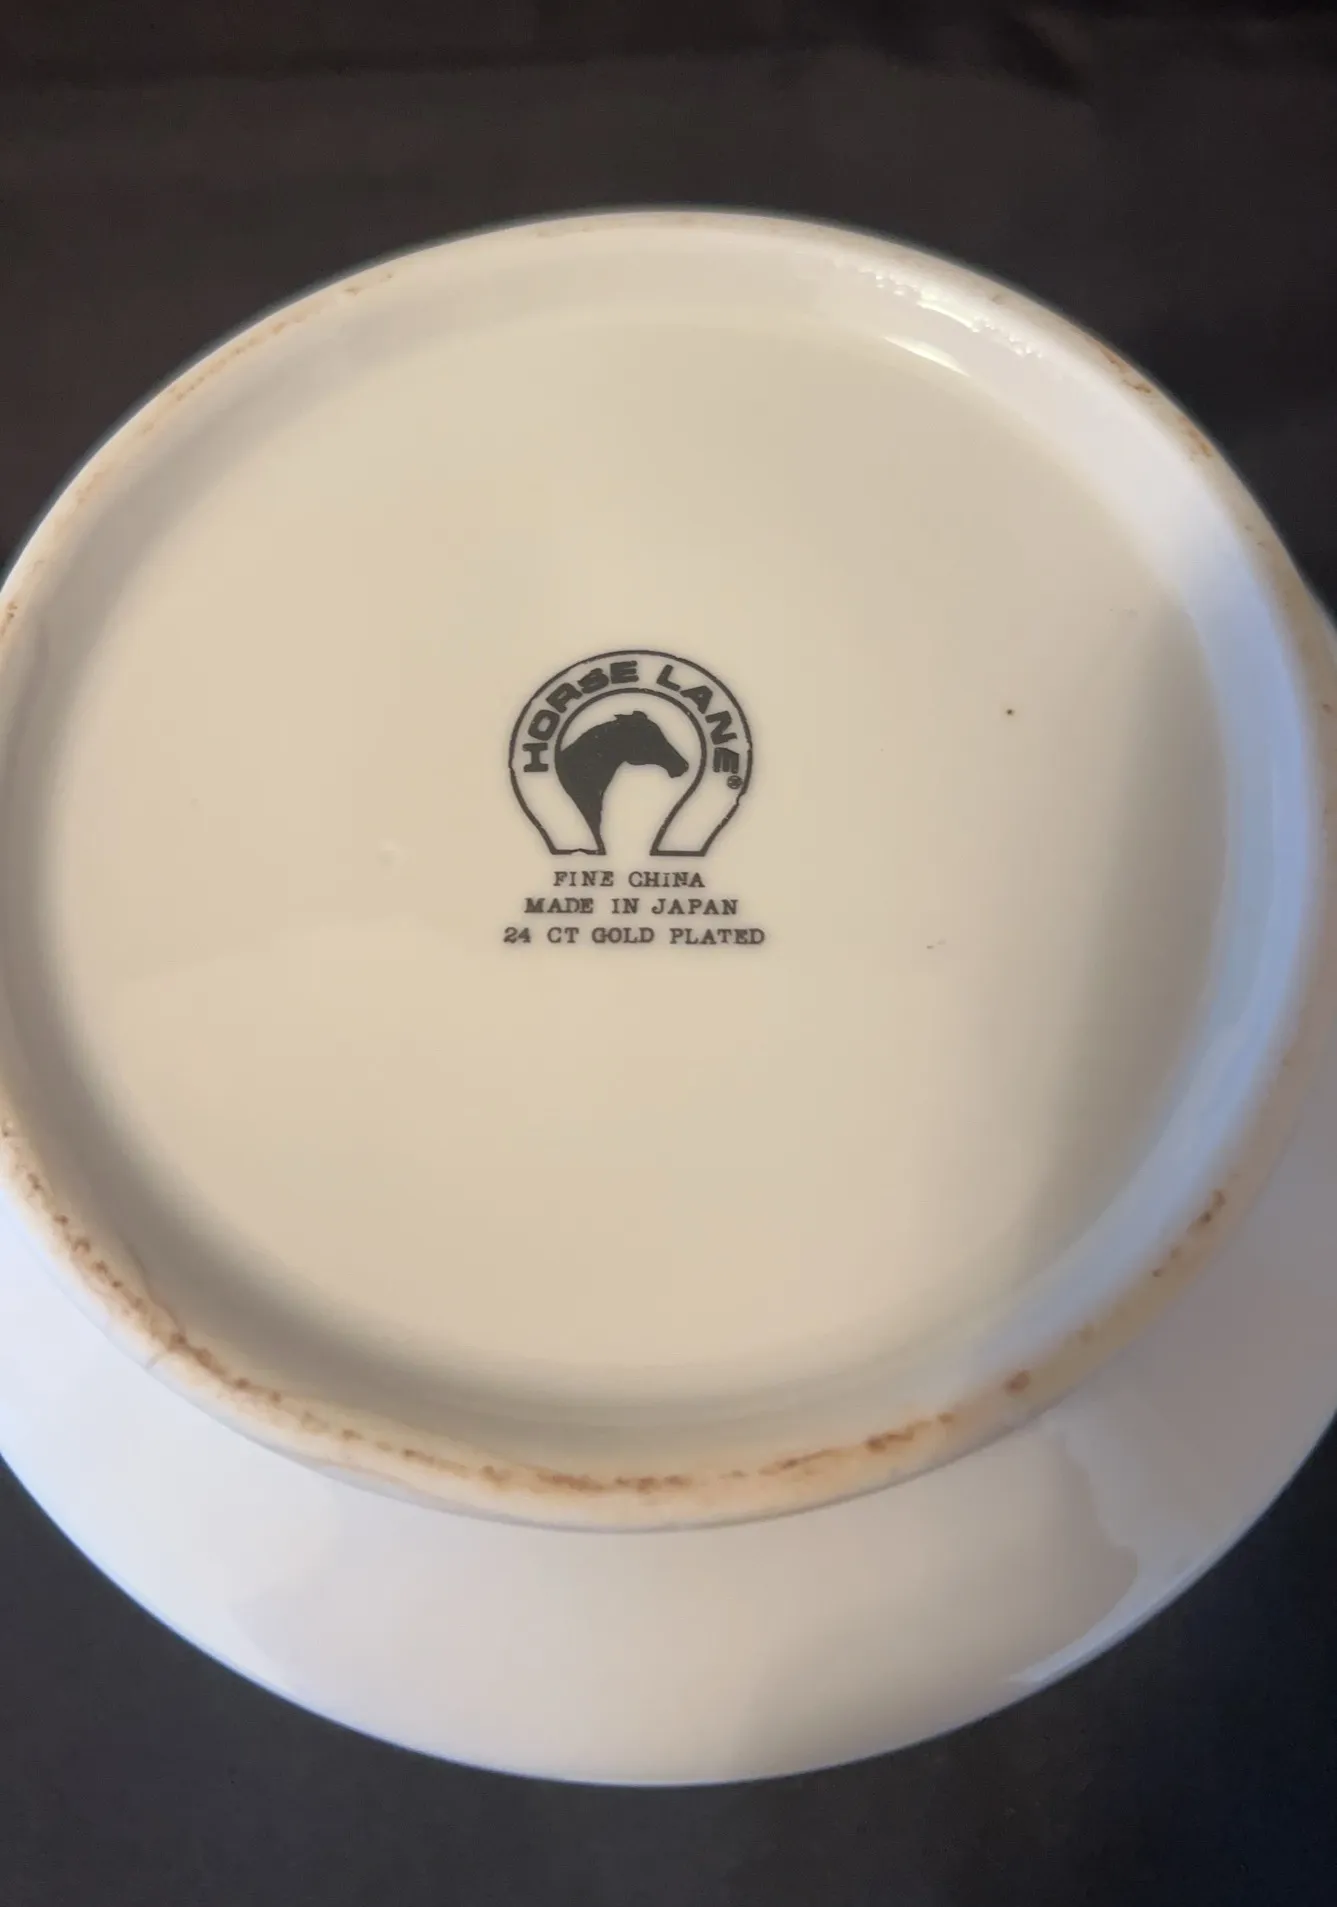 HORSE LANE®
FINE CHINA
MADE IN JAPAN
24 CT GOLD PLATED